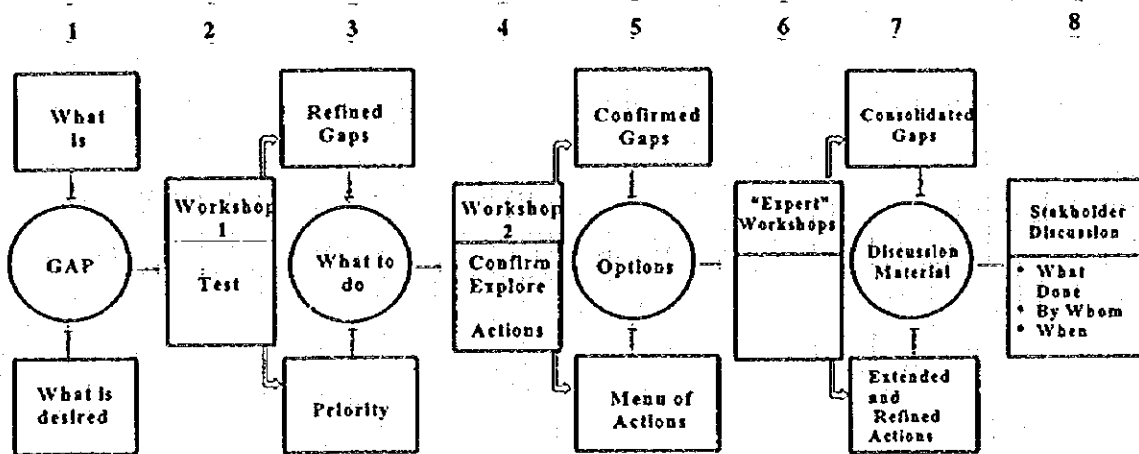 1 2 3 4 5 6 7 8
What
is
GAP
What is
desired
Workshop
1
Test
Refined
Gaps
What to
do
Priority
Workshop
2
Confirm
Explore
Actions
Confirmed
Gaps
Options
Menu of
Actions
"Expert"
Workshops
Consolidated
Gaps
Discussion
Material
Extended
and
Refined
Actions
Stakholder
Discussion
• What
Done
• By Whom
• When